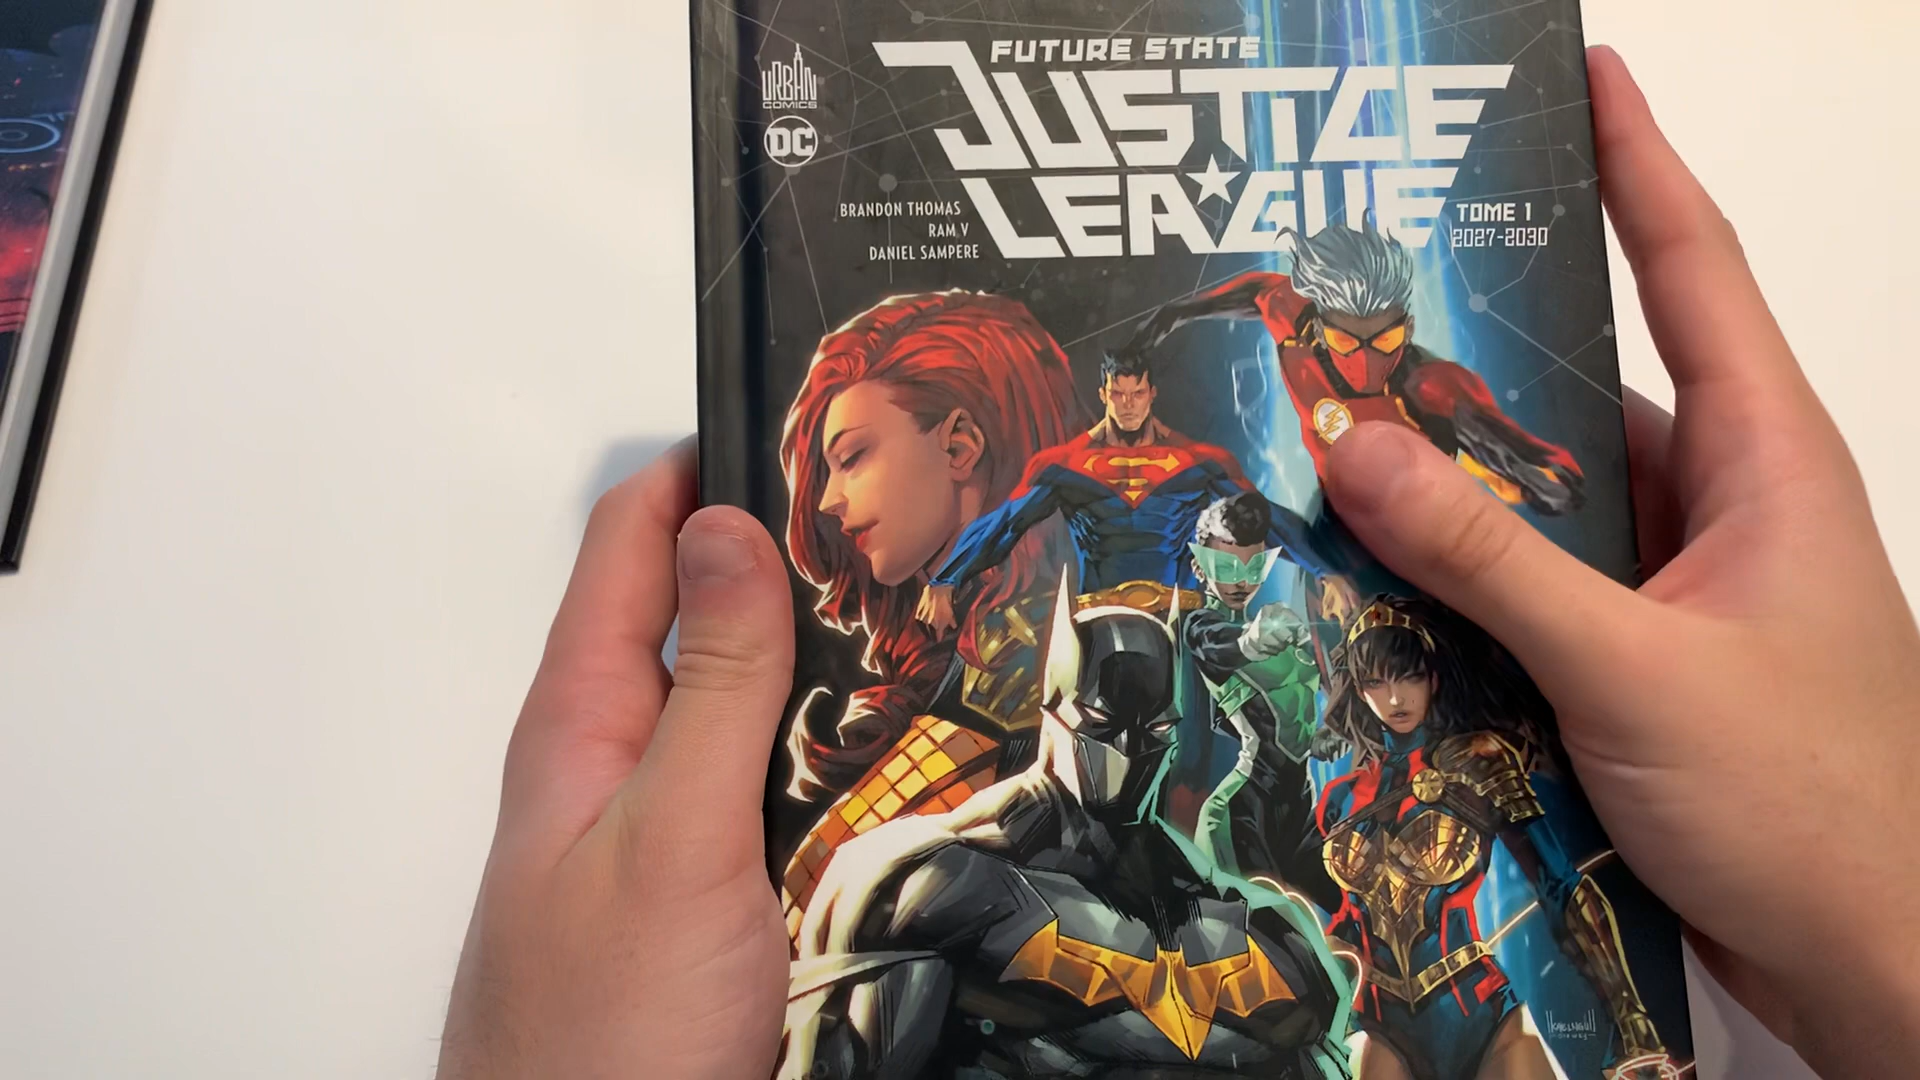 URBAN
COMICS
DC
FUTURE STATE
JUSTICE
LEAGUE
BRANDON THOMAS
RAM V
DANIEL SAMPERE
TOME 1
2027-2030